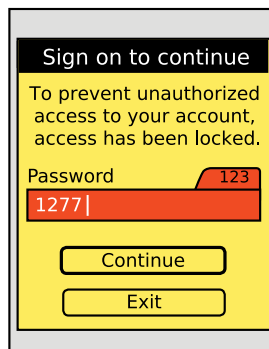 Sign on to continue
To prevent unauthorized
access to your account,
access has been locked.
Password 123
1277
Continue
Exit